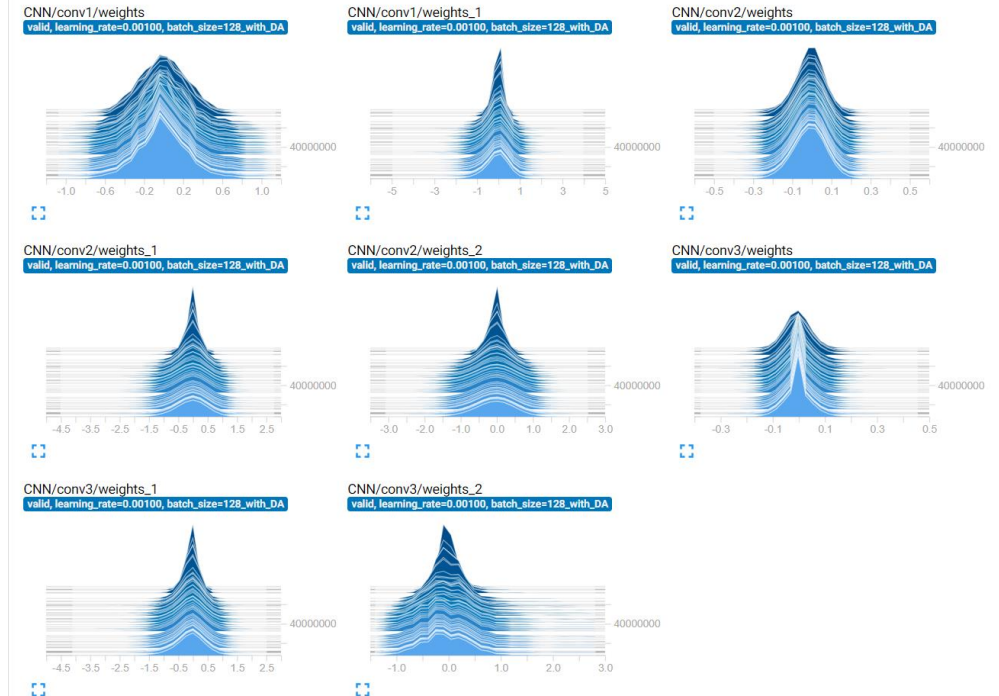 CNN/conv1/weights
valid, learning_rate=0.00100, batch_size=128_with_DA
40000000
-1.0 -0.6 -0.2 0.2 0.6 1.0
CNN/conv1/weights_1
valid, learning_rate=0.00100, batch_size=128_with_DA
40000000
-5 -3 -1 1 3 5
CNN/conv2/weights
valid, learning_rate=0.00100, batch_size=128_with_DA
40000000
-0.5 -0.3 -0.1 0.1 0.3 0.5
CNN/conv2/weights_1
valid, learning_rate=0.00100, batch_size=128_with_DA
40000000
-4.5 -3.5 -2.5 -1.5 -0.5 0.5 1.5 2.5
CNN/conv2/weights_2
valid, learning_rate=0.00100, batch_size=128_with_DA
40000000
-3.0 -2.0 -1.0 0.0 1.0 2.0 3.0
CNN/conv3/weights
valid, learning_rate=0.00100, batch_size=128_with_DA
40000000
-0.3 -0.1 0.1 0.3 0.5
CNN/conv3/weights_1
valid, learning_rate=0.00100, batch_size=128_with_DA
40000000
-4.5 -3.5 -2.5 -1.5 -0.5 0.5 1.5 2.5
CNN/conv3/weights_2
valid, learning_rate=0.00100, batch_size=128_with_DA
40000000
-1.0 0.0 1.0 2.0 3.0